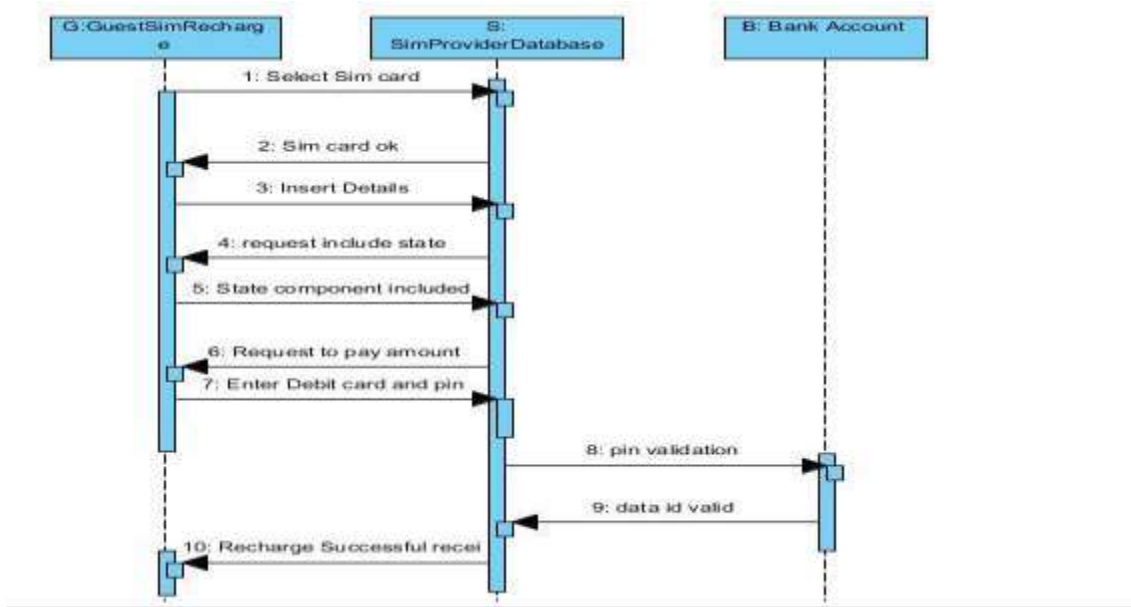 G:GuestSimRecharg
e
S:
SimProviderDatabase
B: Bank Account
1: Select Sim card
2: Sim card ok
3: Insert Details
4: request include state
5: State component included
6: Request to pay amount
7: Enter Debit card and pin
8: pin validation
9: data id valid
10: Recharge Successful recei